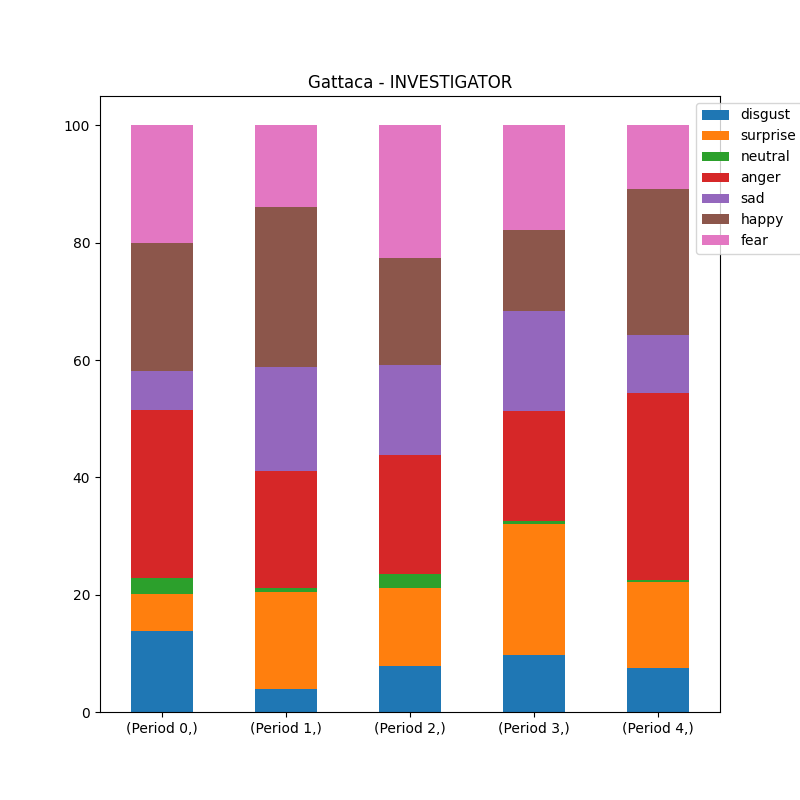 Gattaca - INVESTIGATOR
100
80
60
40
20
0
(Period 0,) (Period 1,) (Period 2,) (Period 3,) (Period 4,)
disgust
surprise
neutral
anger
sad
happy
fear